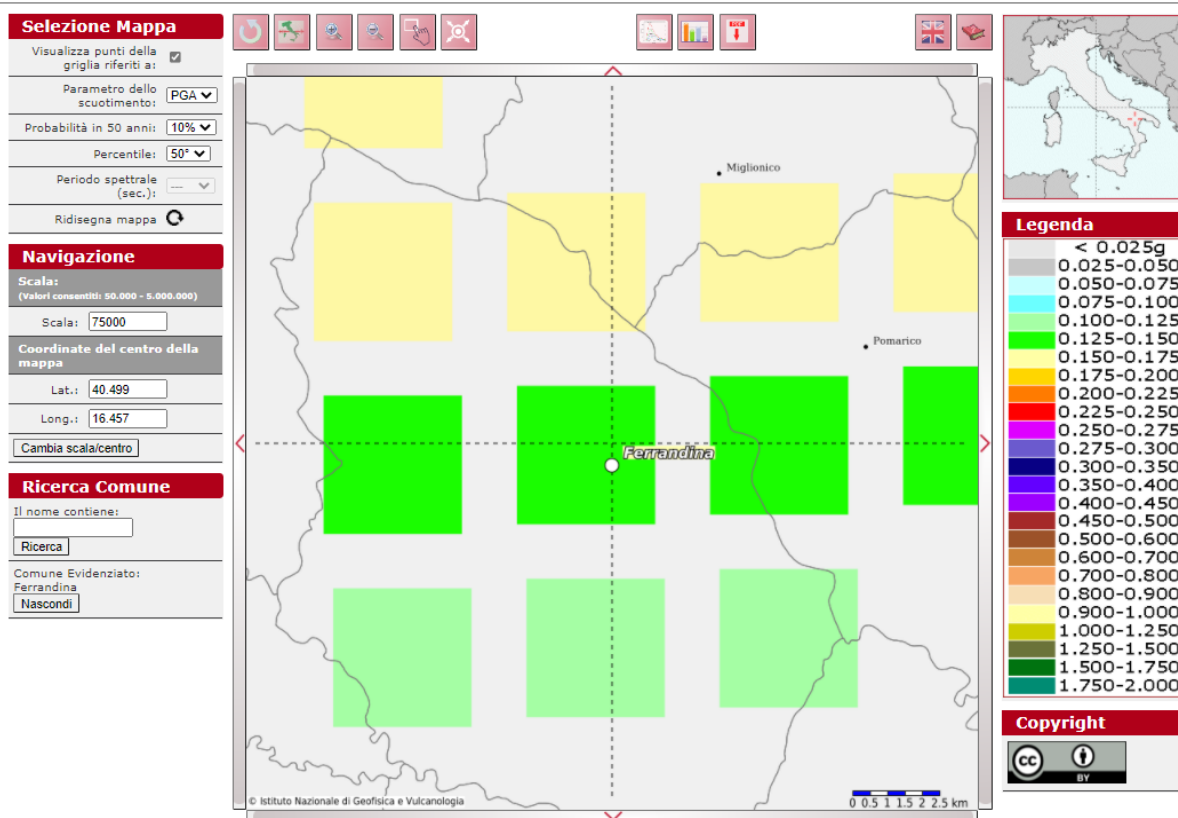 Selezione Mappa
Visualizza punti della
griglia riferiti a:
Parametro dello
scuotimento:
PGA
Probabilità in 50 anni:
10%
Percentile:
50°
Periodo spettrale
(sec.):
---
Ridisegna mappa
Navigazione
Scala:
(Valori consentiti: 50.000 - 5.000.000)
Scala:
75000
Coordinate del centro della
mappa
Lat.:
40.499
Long.:
16.457
Cambia scala/centro
Ricerca Comune
Il nome contiene:
Ricerca
Comune Evidenziato:
Ferrandina
Nascondi
PDF
Miglionico
Pomarico
Ferrandina
© Istituto Nazionale di Geofisica e Vulcanologia
0 0.5 1 1.5 2 2.5 km
Legenda
< 0.025g
0.025-0.050
0.050-0.075
0.075-0.100
0.100-0.125
0.125-0.150
0.150-0.175
0.175-0.200
0.200-0.225
0.225-0.250
0.250-0.275
0.275-0.300
0.300-0.350
0.350-0.400
0.400-0.450
0.450-0.500
0.500-0.600
0.600-0.700
0.700-0.800
0.800-0.900
0.900-1.000
1.000-1.250
1.250-1.500
1.500-1.750
1.750-2.000
Copyright
cc
BY